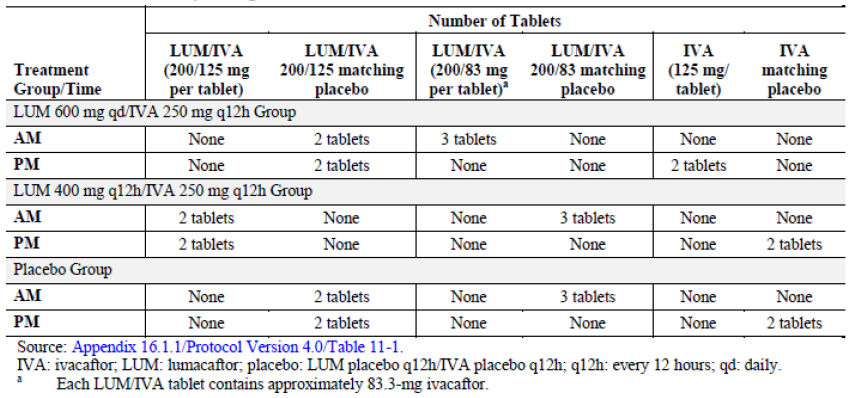 Number of Tablets
Treatment Group/Time | LUM/IVA (200/125 mg per tablet) | LUM/IVA 200/125 matching placebo | LUM/IVA (200/83 mg per tablet)a | LUM/IVA 200/83 matching placebo | IVA (125 mg/ tablet) | IVA matching placebo
LUM 600 mg qd/IVA 250 mg q12h Group
AM | None | 2 tablets | 3 tablets | None | None | None
PM | None | 2 tablets | None | None | 2 tablets | None
LUM 400 mg q12h/IVA 250 mg q12h Group
AM | 2 tablets | None | None | 3 tablets | None | None
PM | 2 tablets | None | None | None | None | 2 tablets
Placebo Group
AM | None | 2 tablets | None | 3 tablets | None | None
PM | None | 2 tablets | None | None | None | 2 tablets
Source: Appendix 16.1.1/Protocol Version 4.0/Table 11-1.
IVA: ivacaftor; LUM: lumacaftor; placebo: LUM placebo q12h/IVA placebo q12h; q12h: every 12 hours; qd: daily.
a Each LUM/IVA tablet contains approximately 83.3-mg ivacaftor.